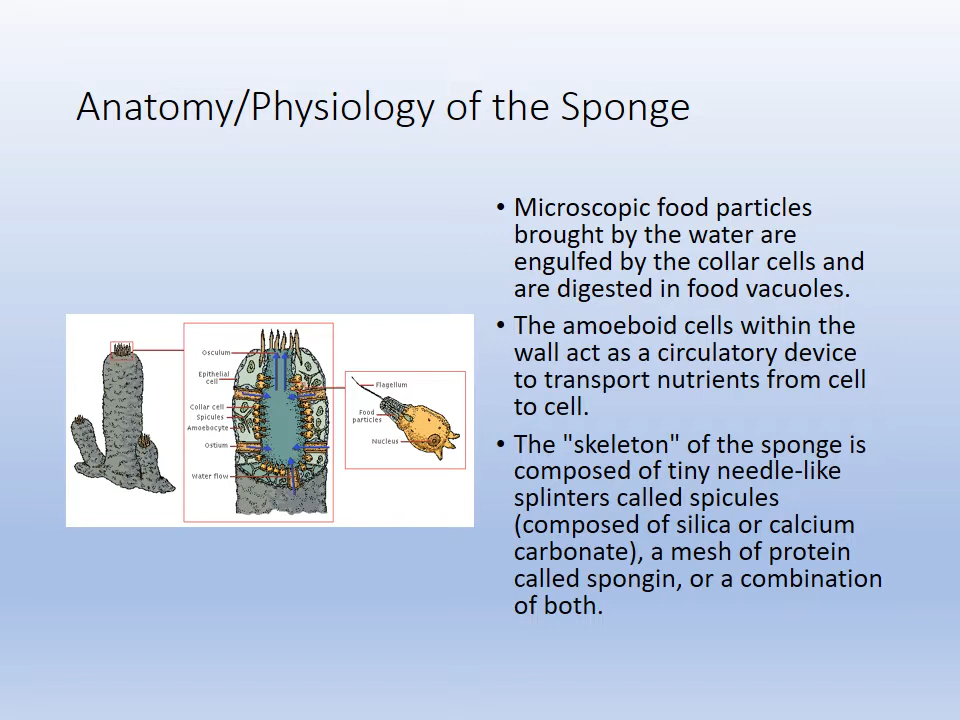 Anatomy/Physiology of the Sponge
• Microscopic food particles
brought by the water are
engulfed by the collar cells and
are digested in food vacuoles.
• The amoeboid cells within the
wall act as a circulatory device
to transport nutrients from cell
to cell.
• The "skeleton" of the sponge is
composed of tiny needle-like
splinters called spicules
(composed of silica or calcium
carbonate), a mesh of protein
called spongin, or a combination
of both.
Osculum
Epithelial
cell
Collar cell
Spicules
Amoebocyte
Ostium
Water flow
Flagellum
Food
particles
Nucleus